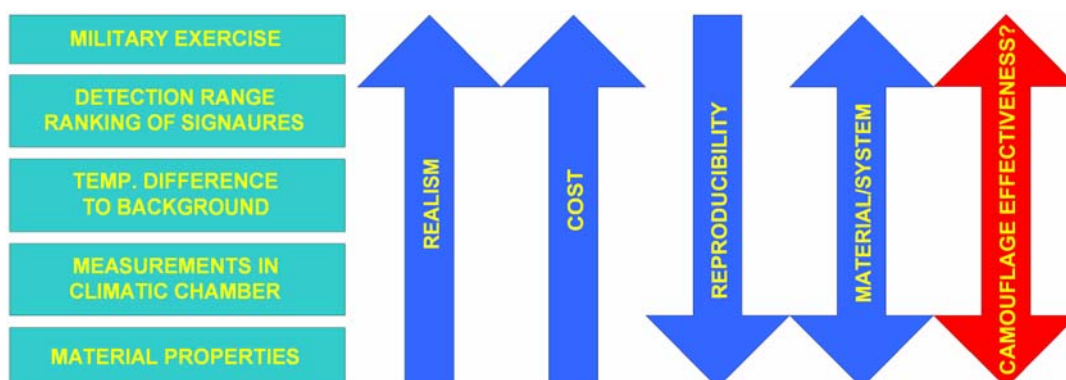 MILITARY EXERCISE
DETECTION RANGE
RANKING OF SIGNAURES
TEMP. DIFFERENCE
TO BACKGROUND
MEASUREMENTS IN
CLIMATIC CHAMBER
MATERIAL PROPERTIES
REALISM
COST
REPRODUCIBILITY
MATERIAL/SYSTEM
CAMOUFLAGE EFFECTIVENESS?